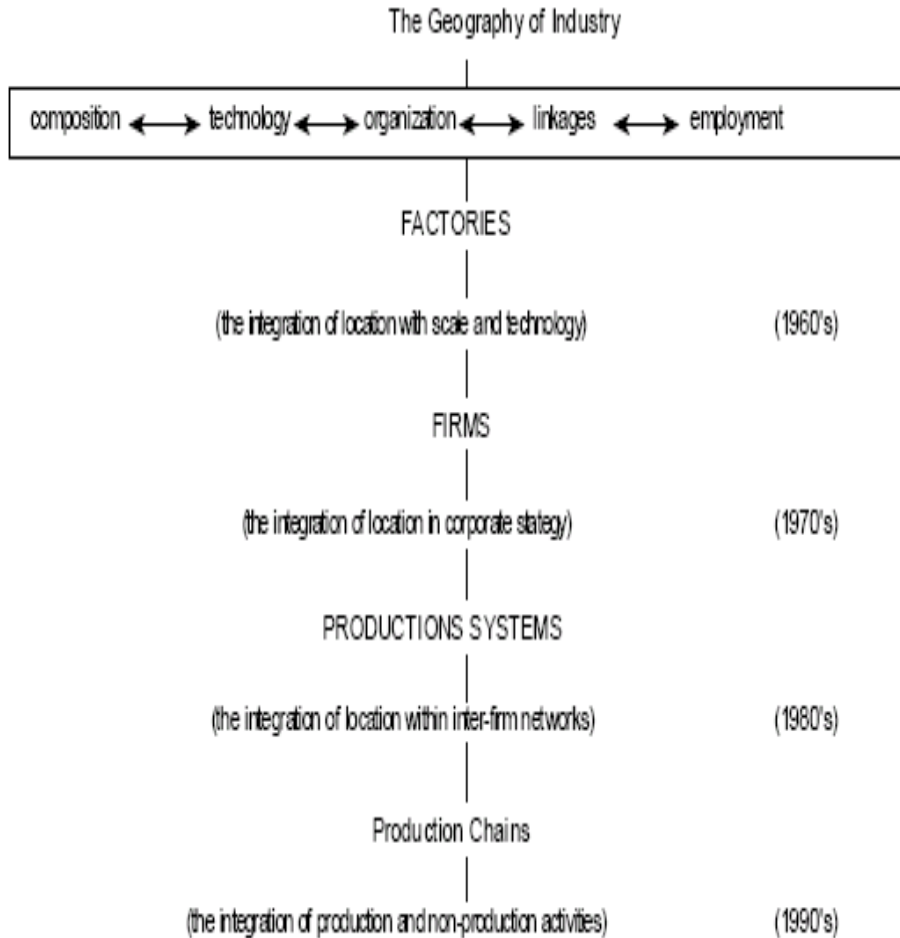 The Geography of Industry
composition technology organization linkages employment
FACTORIES
(the integration of location with scale and technology) (1960's)
FIRMS
(the integration of location in corporate stategy) (1970's)
PRODUCTIONS SYSTEMS
(the integration of location within inter-firm networks) (1980's)
Production Chains
(the integration of production and non-production activities) (1990's)